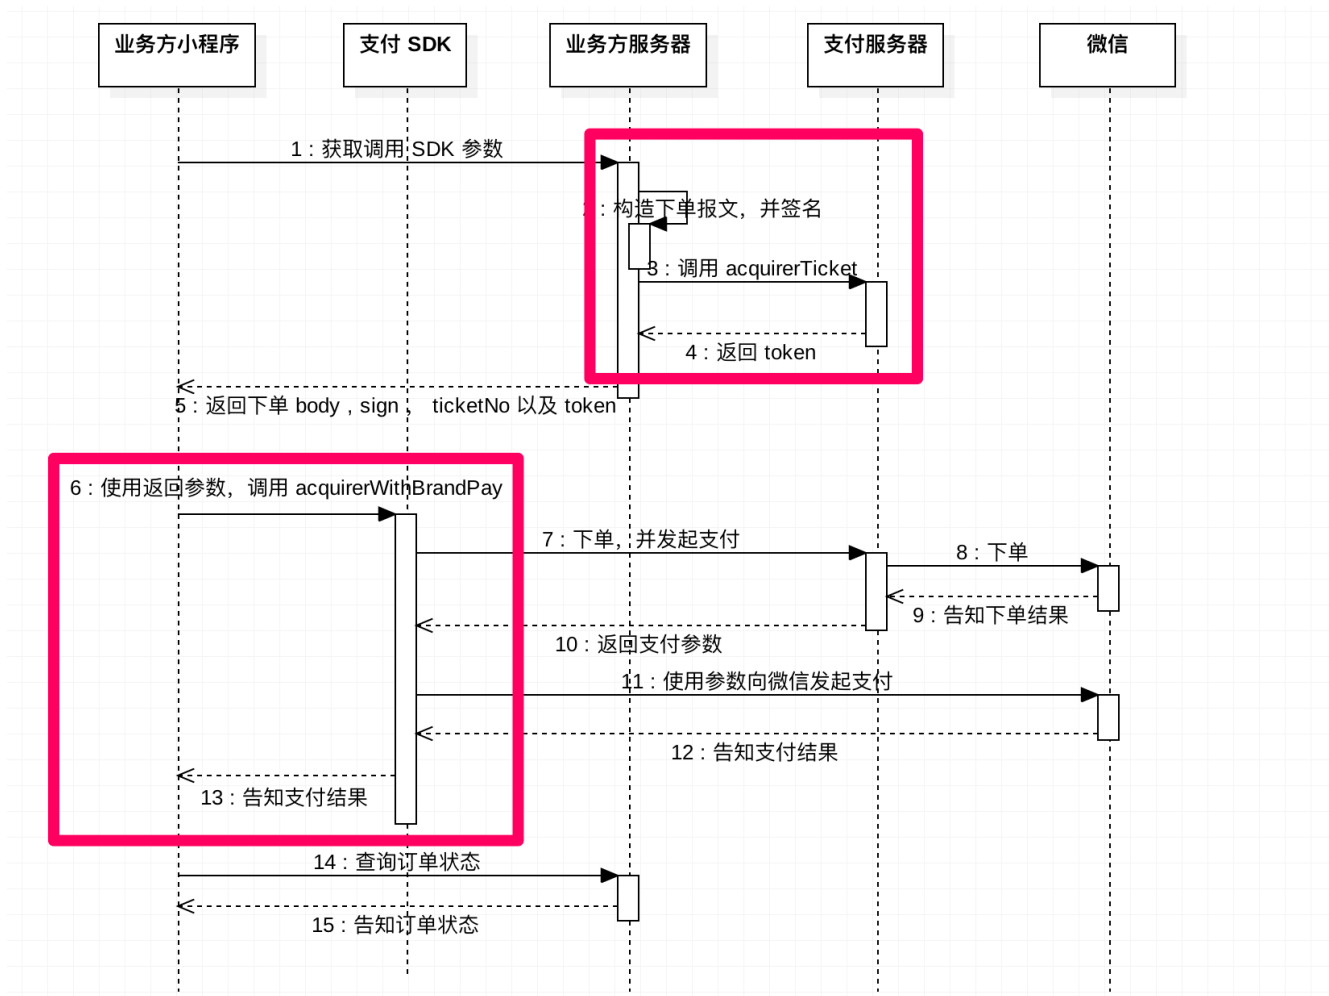 业务方小程序
支付 SDK
业务方服务器
支付服务器
微信
1 : 获取调用 SDK 参数
2 : 构造下单报文，并签名
3 : 调用 acquirerTicket
4 : 返回 token
5 : 返回下单 body , sign ,  ticketNo 以及 token
6 : 使用返回参数，调用 acquirerWithBrandPay
7 : 下单，并发起支付
8 : 下单
9 : 告知下单结果
10 : 返回支付参数
11 : 使用参数向微信发起支付
12 : 告知支付结果
13 : 告知支付结果
14 : 查询订单状态
15 : 告知订单状态